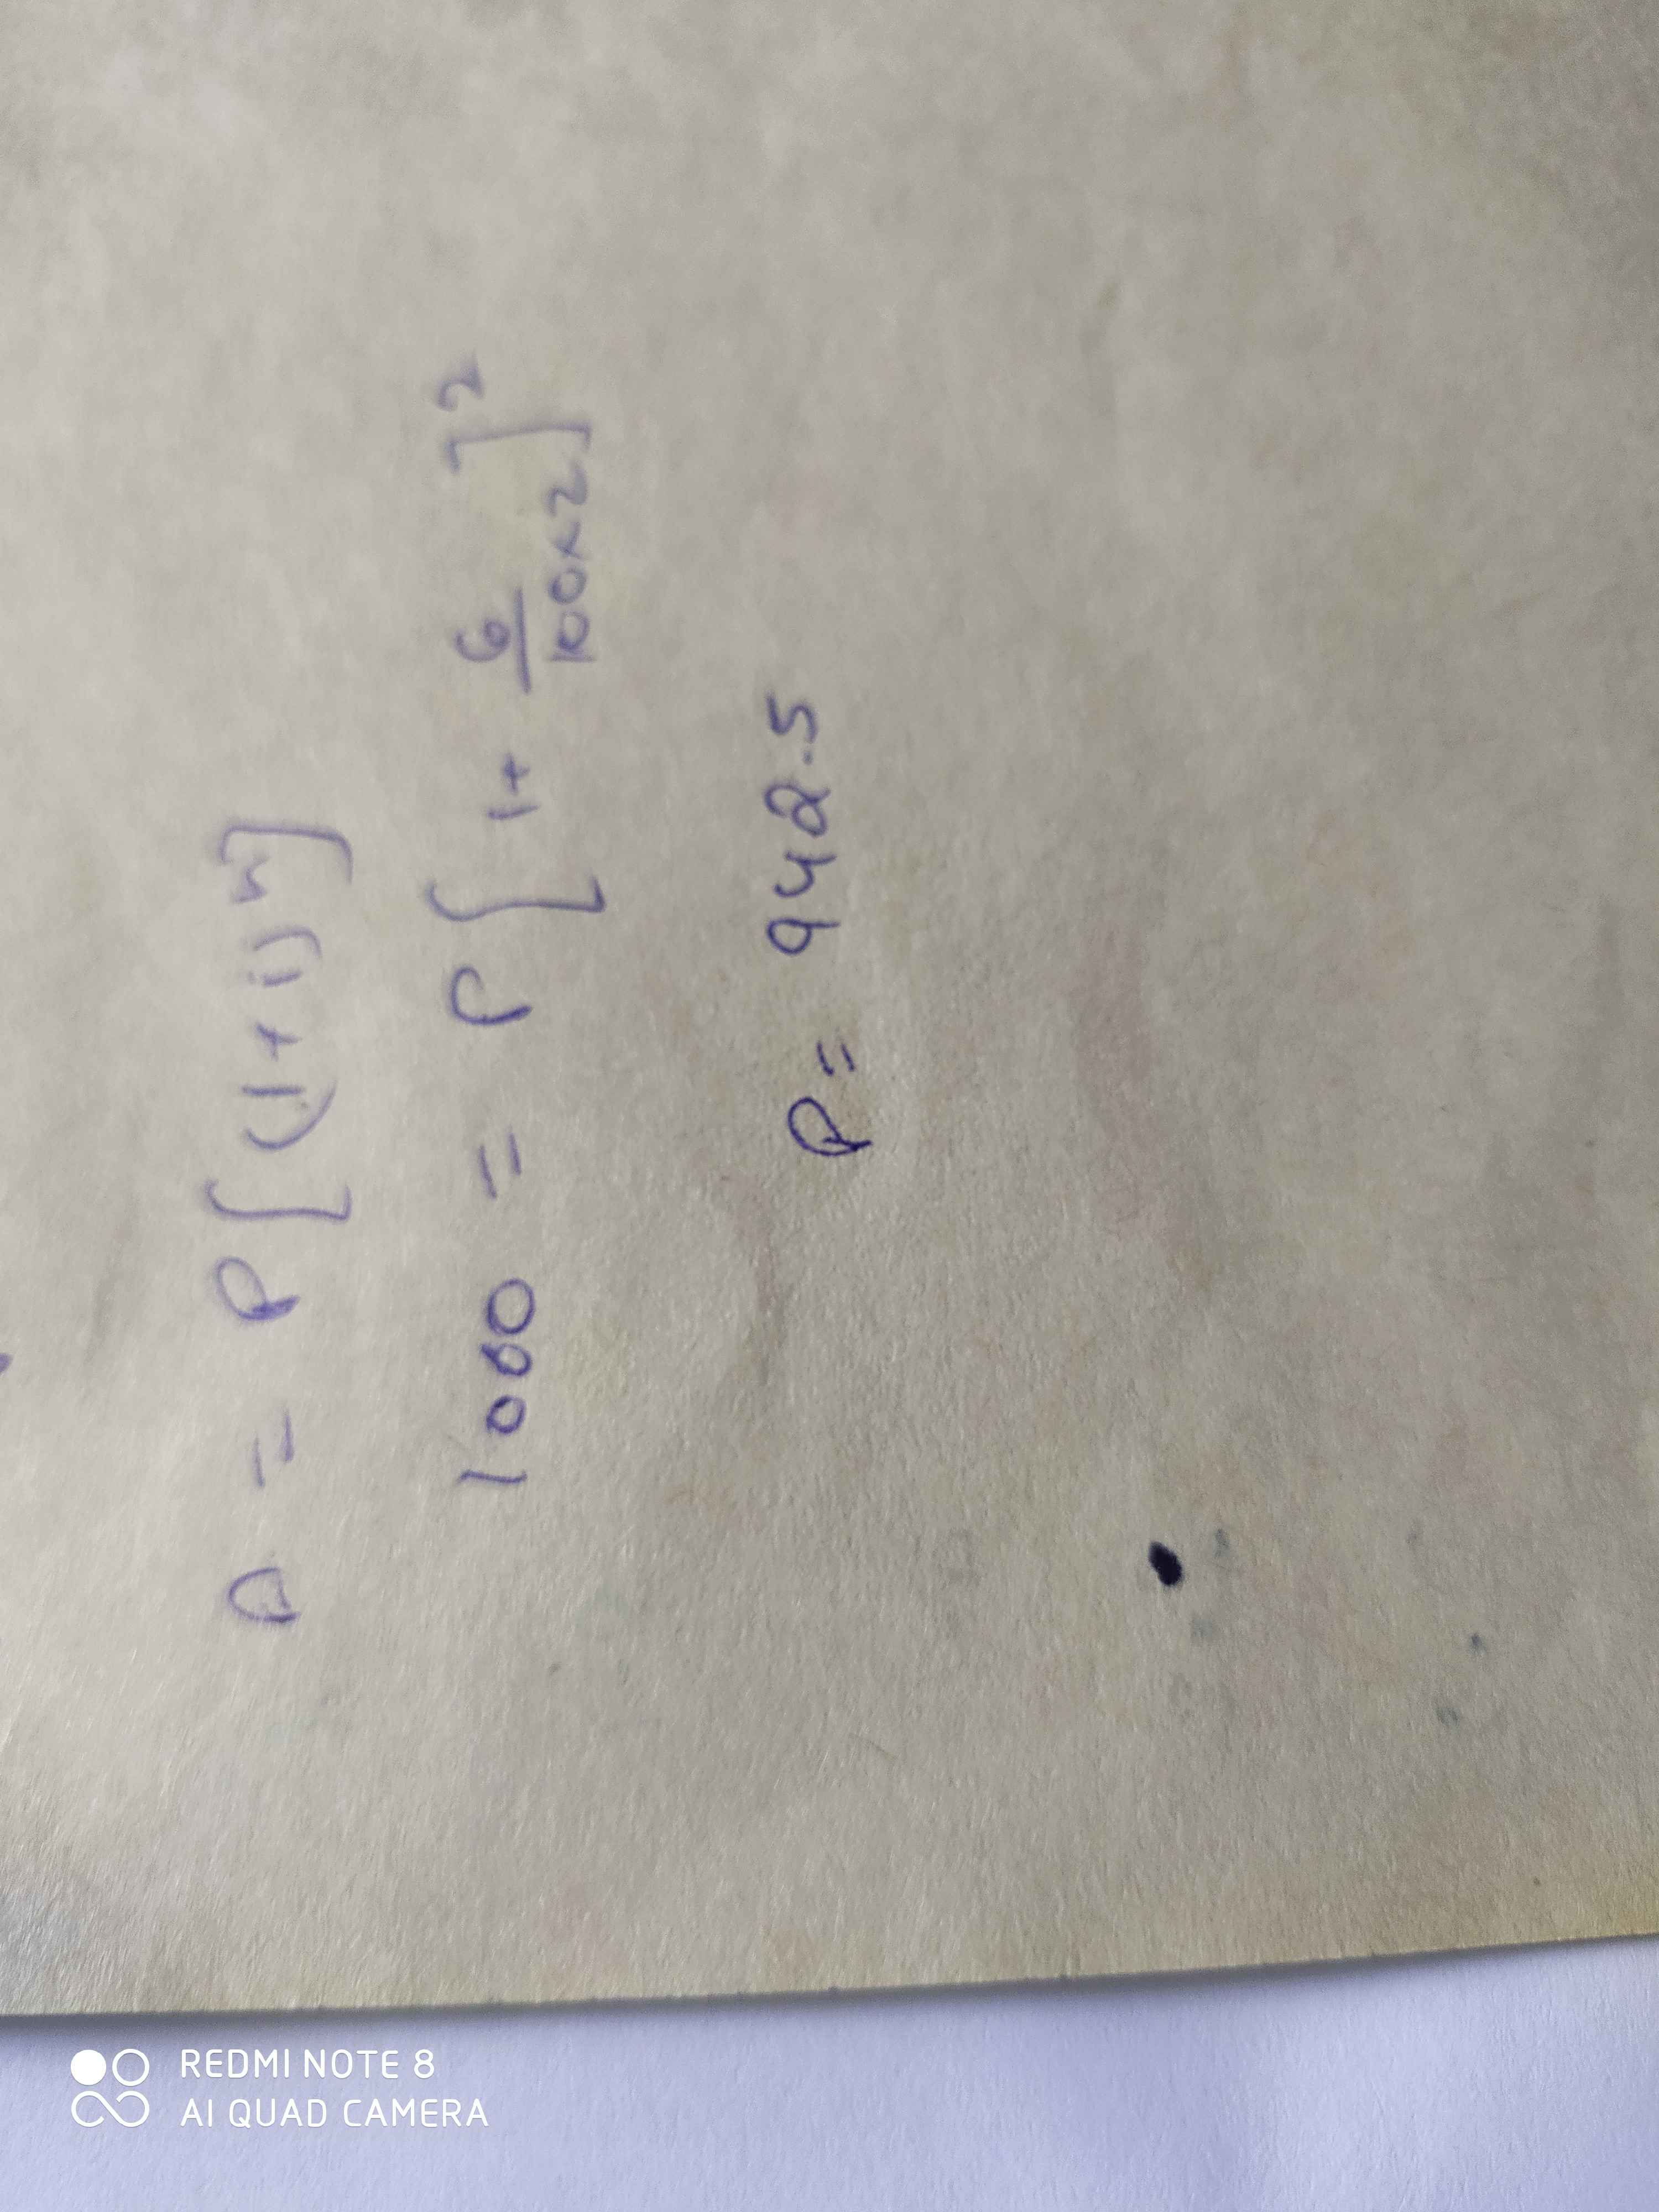 A = P[(1+i)^n]
1000 = P[1+ 6/100×2]^2
P = 942.5
REDMI NOTE 8
AI QUAD CAMERA